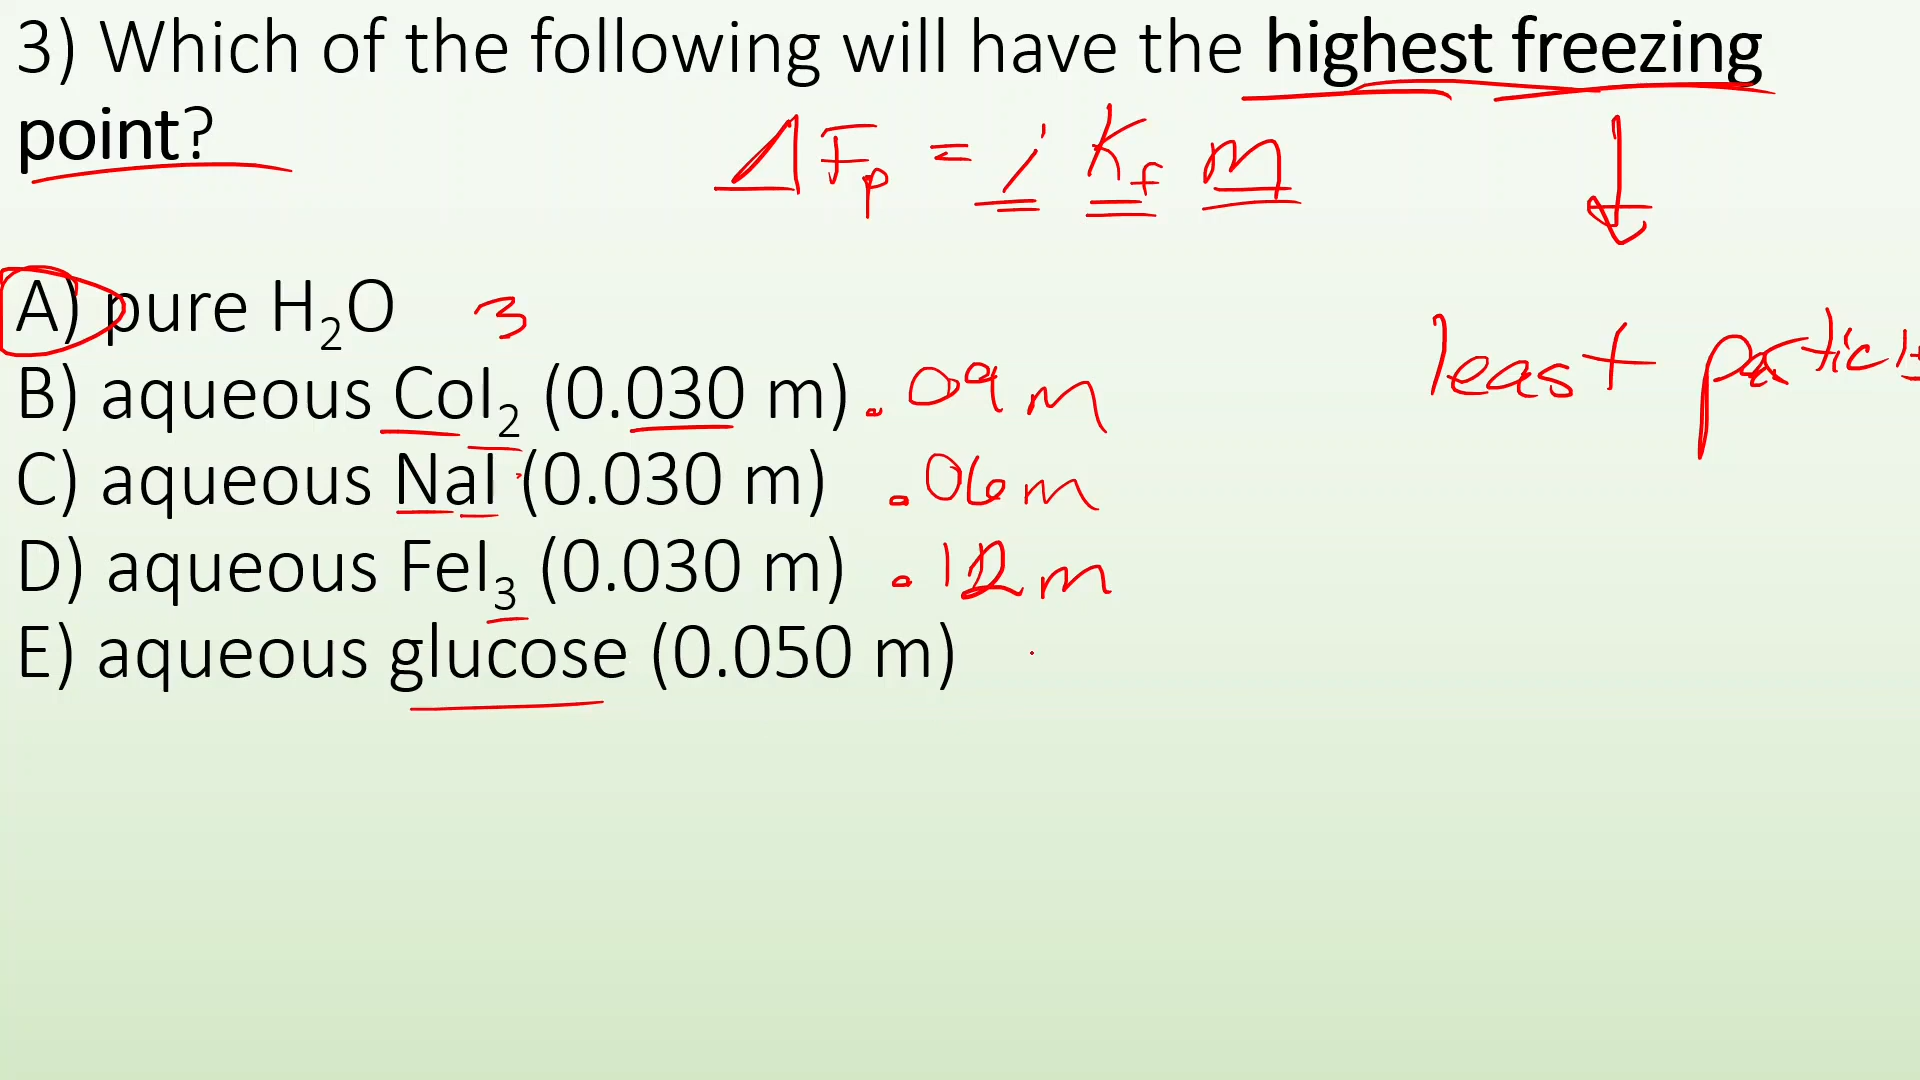 3) Which of the following will have the highest freezing
point?
ΔFp = i Kf m
A) pure H₂O 3
least particl
B) aqueous CoI₂ (0.030 m) .09 m
C) aqueous NaI (0.030 m) .06 m
D) aqueous FeI₃ (0.030 m) .12 m
E) aqueous glucose (0.050 m)